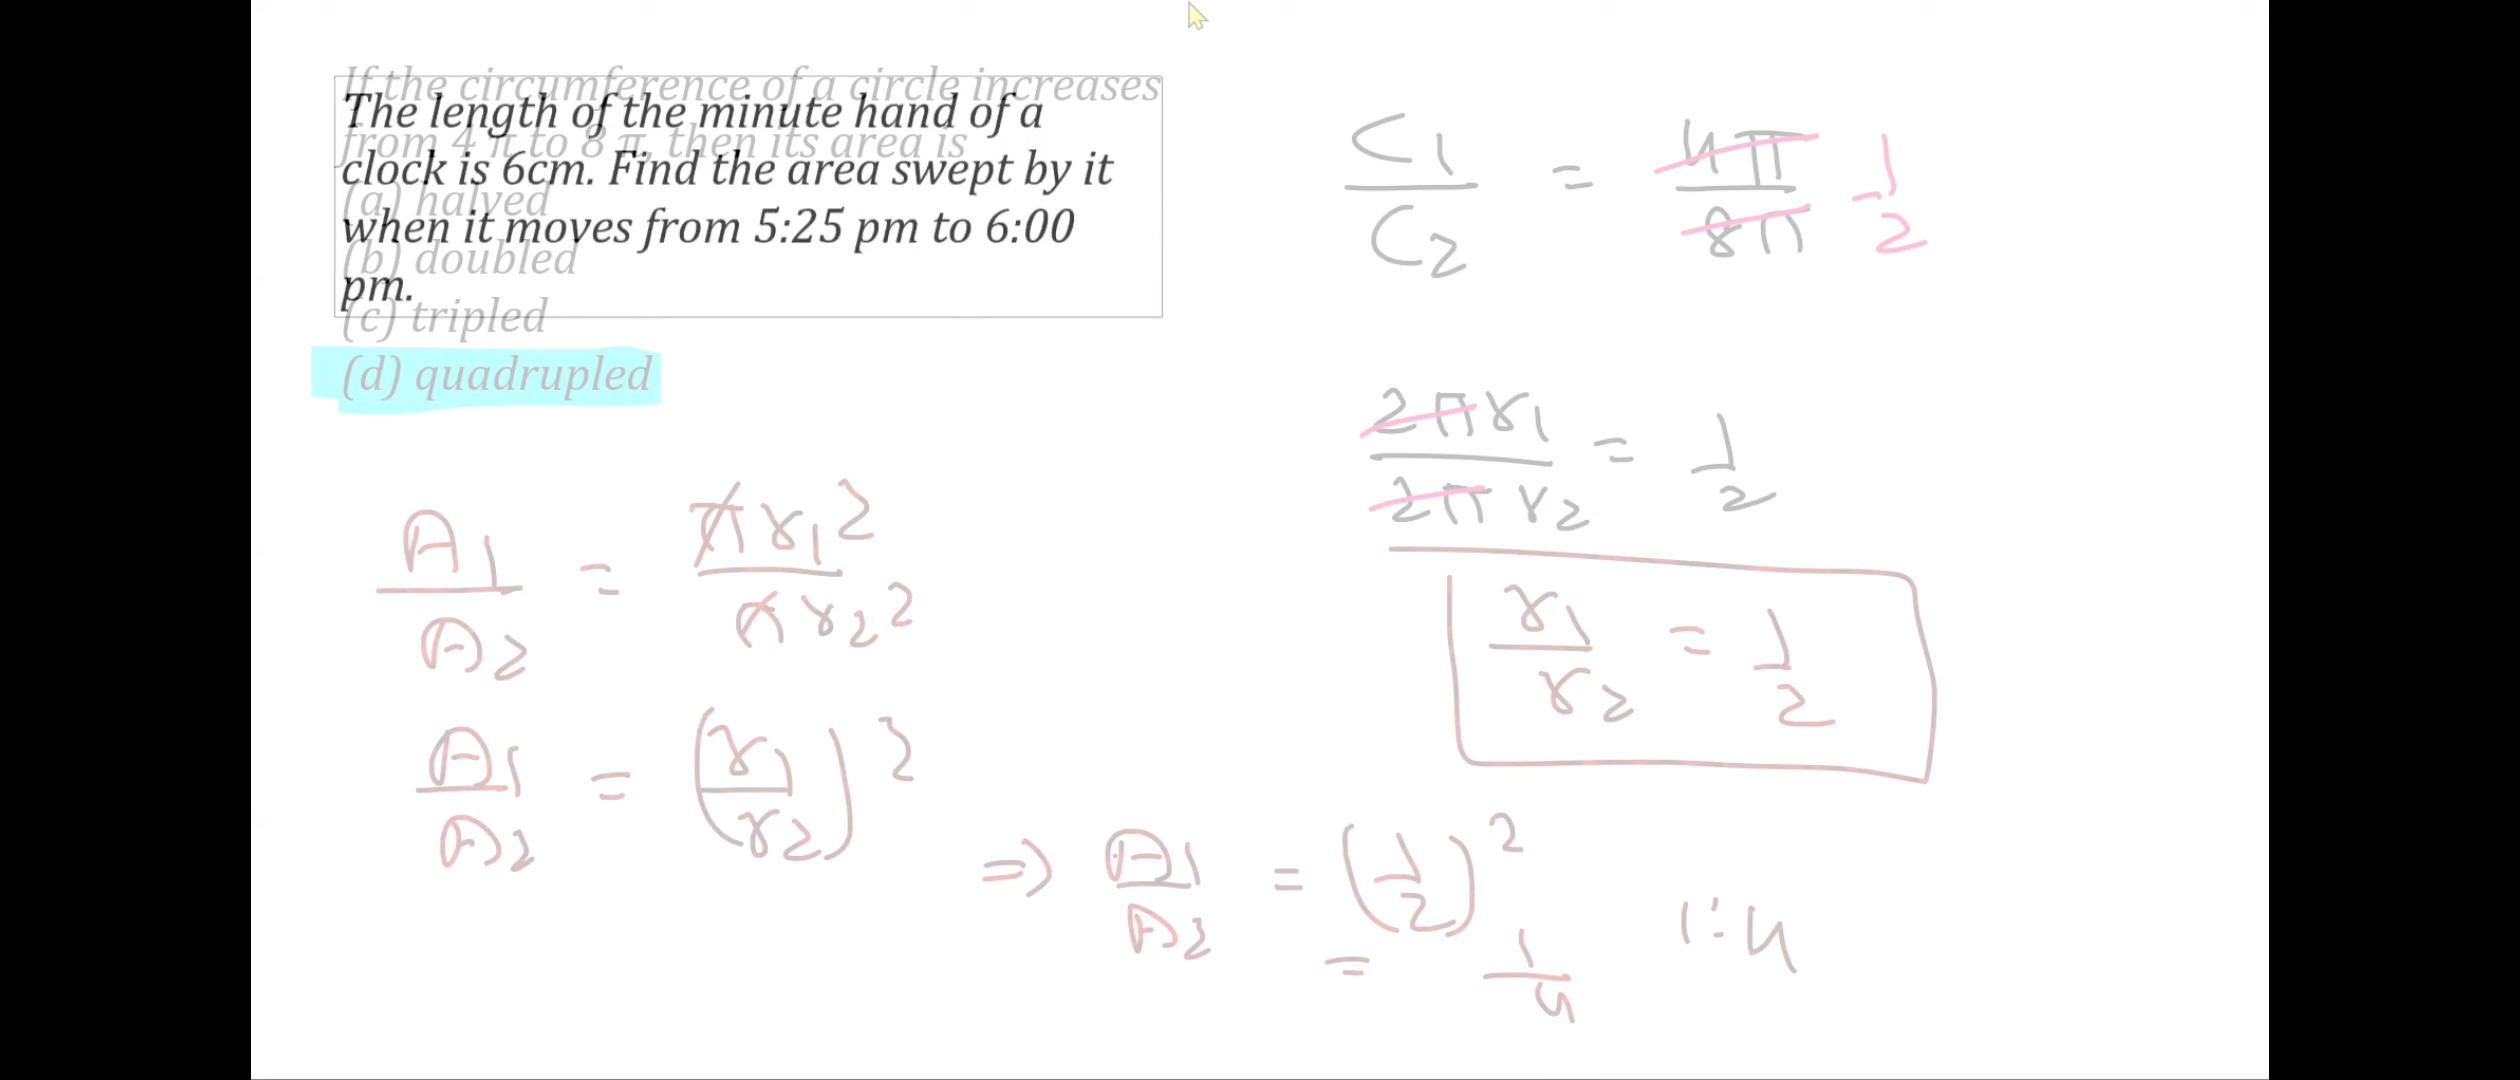 If the circumference of a circle increases
from 4 π to 8 π, then its area is
(a) halved
(b) doubled
(c) tripled
(d) quadrupled
The length of the minute hand of a
clock is 6cm. Find the area swept by it
when it moves from 5:25 pm to 6:00
pm.
C1/C2 = 4π/8π 1/2
2πr1/2πr2 = 1/2
r1/r2 = 1/2
A1/A2 = πr1²/πr2²
A1/A2 = (r1/r2)²
⇒ A1/A2 = (1/2)²
= 1/4 1:4